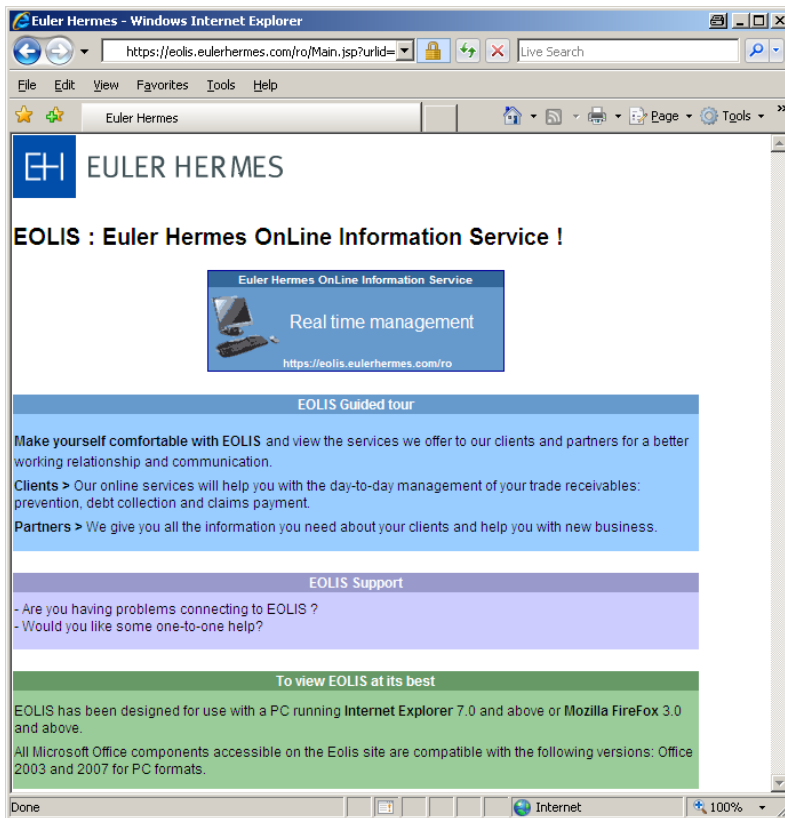 Euler Hermes - Windows Internet Explorer
https://eolis.eulerhermes.com/ro/Main.jsp?urlid=
Live Search
File Edit View Favorites Tools Help
Euler Hermes
Page Tools »
EH EULER HERMES
EOLIS : Euler Hermes OnLine Information Service !
Euler Hermes OnLine Information Service
Real time management
https://eolis.eulerhermes.com/ro
EOLIS Guided tour
Make yourself comfortable with EOLIS and view the services we offer to our clients and partners for a better
working relationship and communication.
Clients > Our online services will help you with the day-to-day management of your trade receivables:
prevention, debt collection and claims payment.
Partners > We give you all the information you need about your clients and help you with new business.
EOLIS Support
- Are you having problems connecting to EOLIS ?
- Would you like some one-to-one help?
To view EOLIS at its best
EOLIS has been designed for use with a PC running Internet Explorer 7.0 and above or Mozilla FireFox 3.0
and above.
All Microsoft Office components accessible on the Eolis site are compatible with the following versions: Office
2003 and 2007 for PC formats.
Done Internet 100%